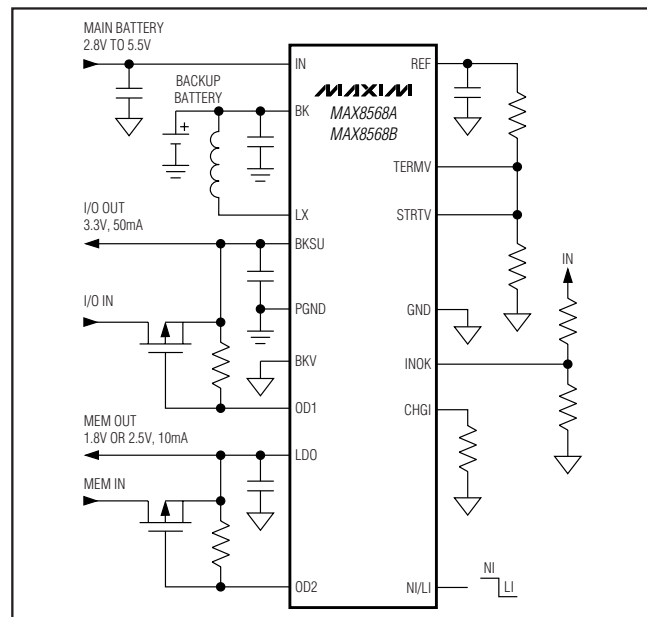 MAIN BATTERY
2.8V TO 5.5V
BACKUP
BATTERY
+
I/O OUT
3.3V, 50mA
I/O IN
MEM OUT
1.8V OR 2.5V, 10mA
MEM IN
IN
BK
LX
BKSU
PGND
BKV
OD1
LDO
OD2
MAXIM
MAX8568A
MAX8568B
REF
TERMV
STRTV
GND
INOK
CHGI
NI/LI
IN
NI
LI